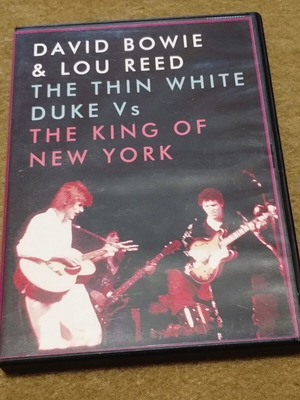 DAVID BOWIE
& LOU REED
THE THIN WHITE
DUKE Vs
THE KING OF
NEW YORK